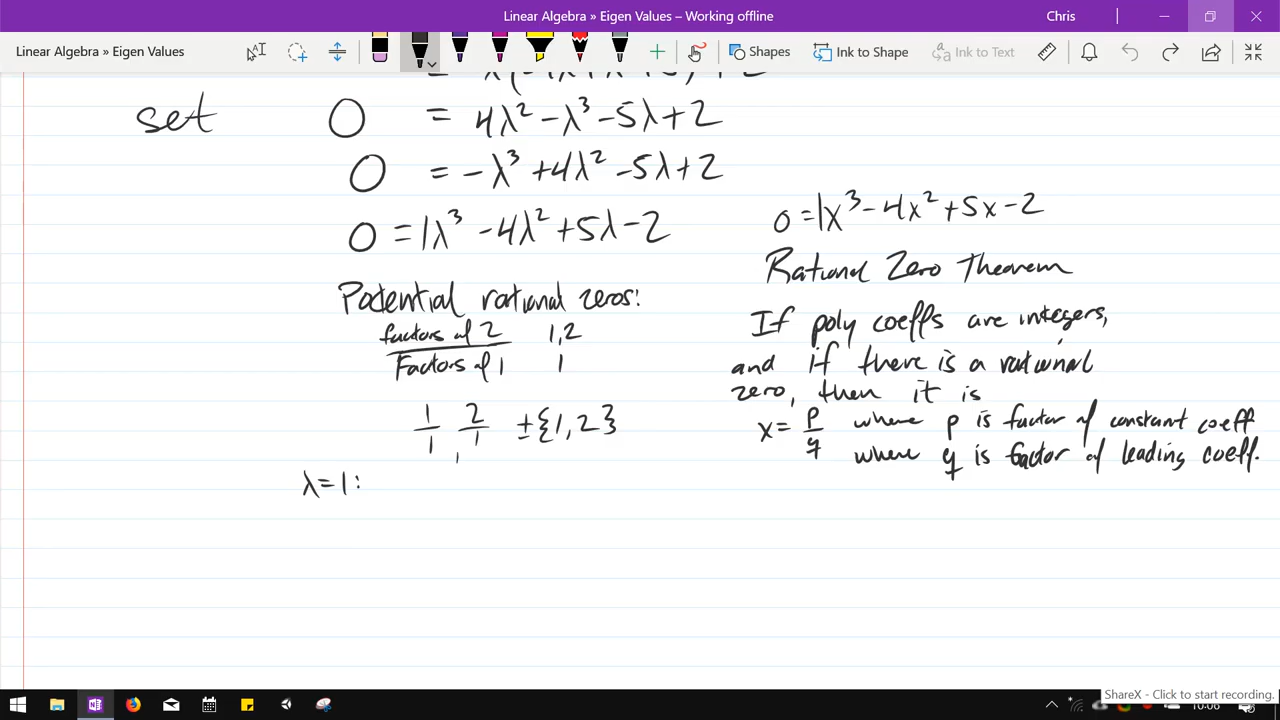 Linear Algebra » Eigen Values – Working offline
Chris
Linear Algebra » Eigen Values
Shapes
Ink to Shape
Ink to Text
set 0 = 4λ² - λ³ - 5λ + 2
0 = -λ³ + 4λ² - 5λ + 2
0 = 1λ³ - 4λ² + 5λ - 2
Potential rational zeros:
factors of 2 1, 2
Factors of 1 1
1/1, 2/1 ±{1, 2}
λ = 1:
0 = 1x³ - 4x² + 5x - 2
Rational Zero Theorem
If poly coeffs are integers,
and if there is a rational
zero, then it is
x = p/q where p is factor of constant coeff
where q is factor of leading coeff.
ShareX - Click to start recording.
10:06